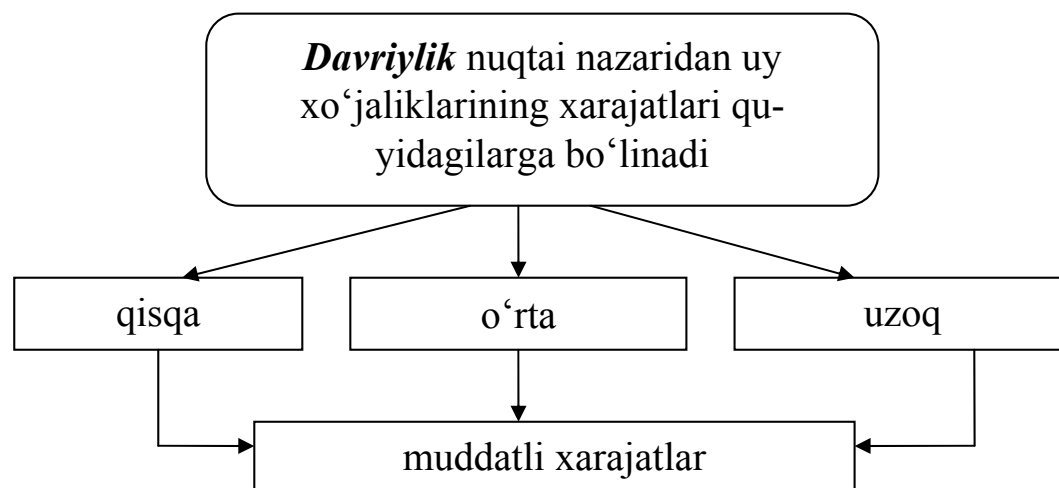 Davriylik nuqtai nazaridan uy
xo‘jaliklarining xarajatlari qu-
yidagilarga bo‘linadi
qisqa
o‘rta
uzoq
muddatli xarajatlar